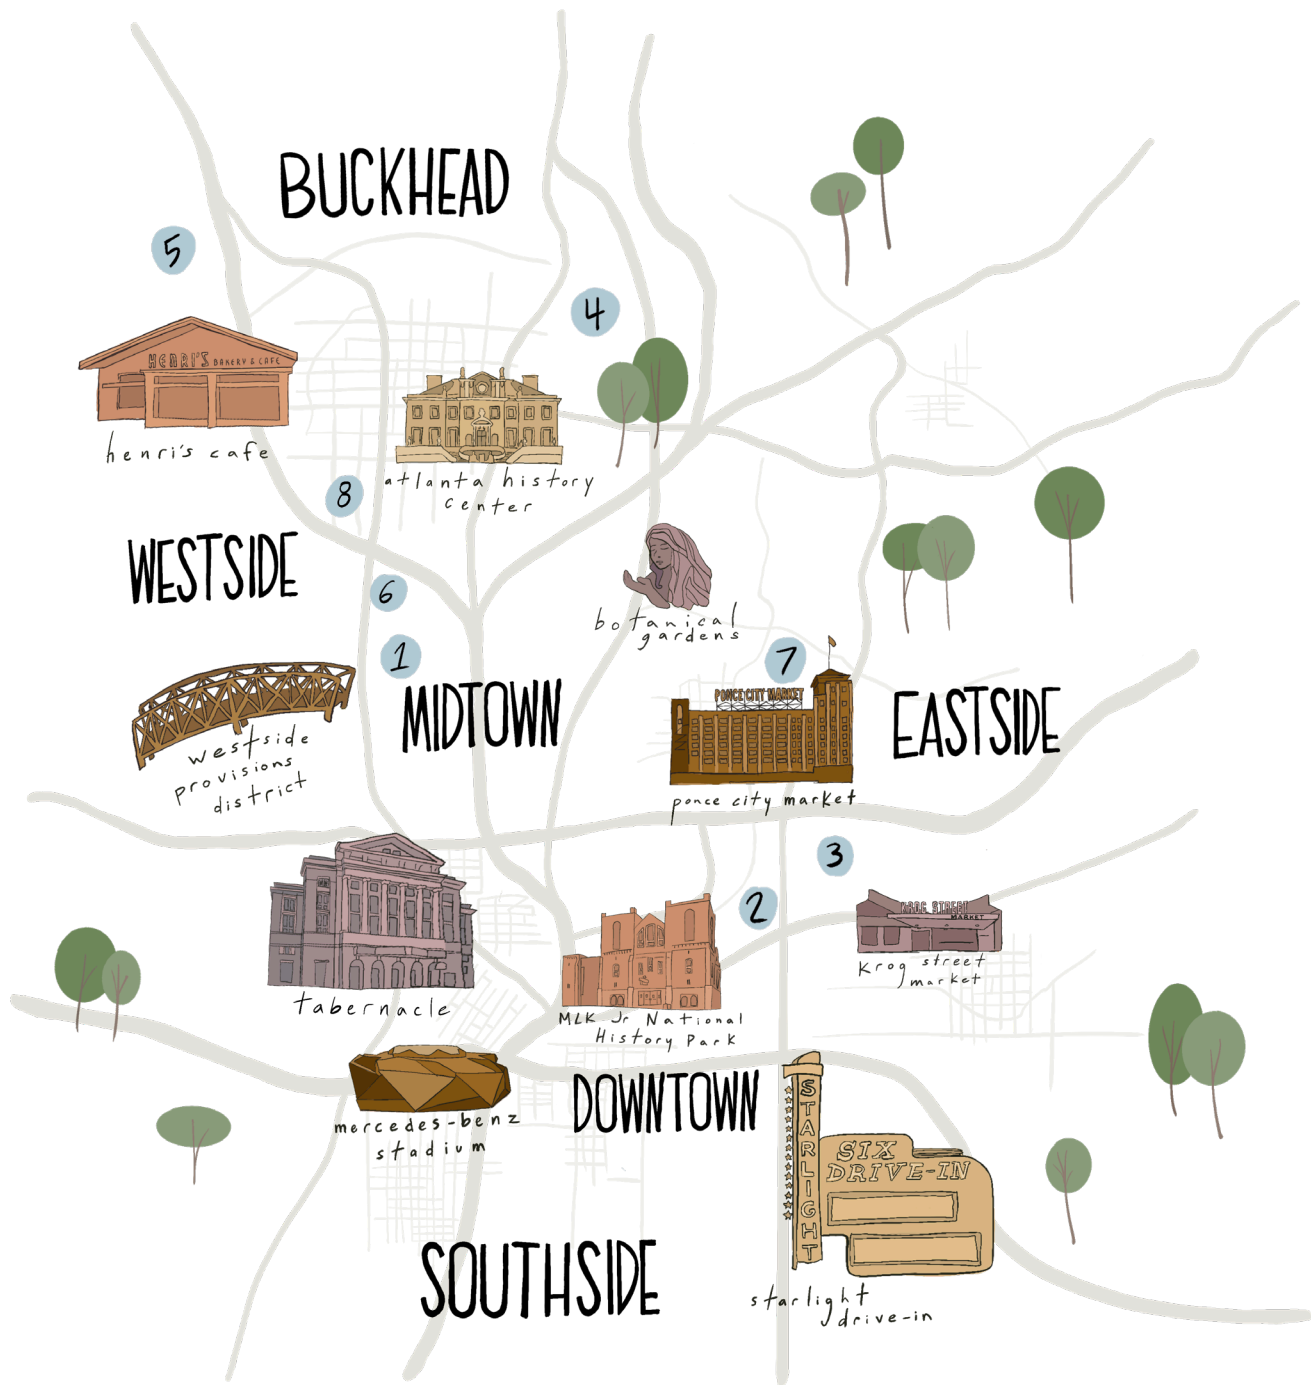 BUCKHEAD
5
4
HENRI'S BAKERY & CAFE
henri's cafe
atlanta history
center
8
WESTSIDE
6
botanical
gardens
1
7
MIDTOWN
PONCE CITY MARKET
EASTSIDE
westside
provisions
district
ponce city market
3
2
KROG STREET
MARKET
krog street
market
tabernacle
MLK Jr National
History Park
DOWNTOWN
mercedes-benz
stadium
STARLIGHT
SIX
DRIVE-IN
SOUTHSIDE
starlight
drive-in